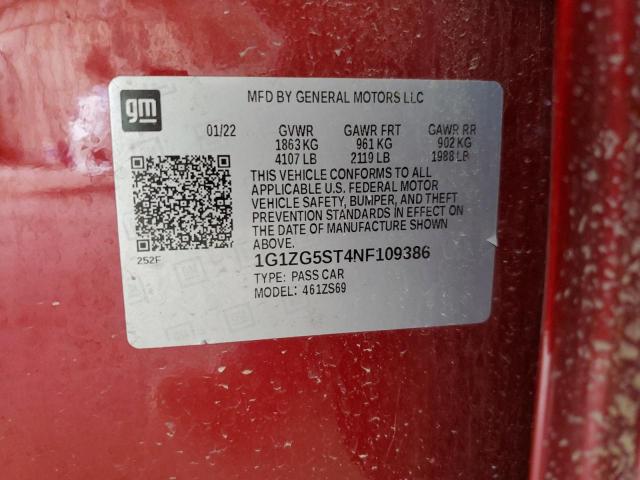 gm
MFD BY GENERAL MOTORS LLC
01/22 GVWR GAWR FRT GAWR RR
1863 KG 961 KG 902 KG
4107 LB 2119 LB 1988 LB
THIS VEHICLE CONFORMS TO ALL
APPLICABLE U.S. FEDERAL MOTOR
VEHICLE SAFETY, BUMPER, AND THEFT
PREVENTION STANDARDS IN EFFECT ON
THE DATE OF MANUFACTURE SHOWN
ABOVE.
252F
1G1ZG5ST4NF109386
TYPE: PASS CAR
MODEL: 461ZS69